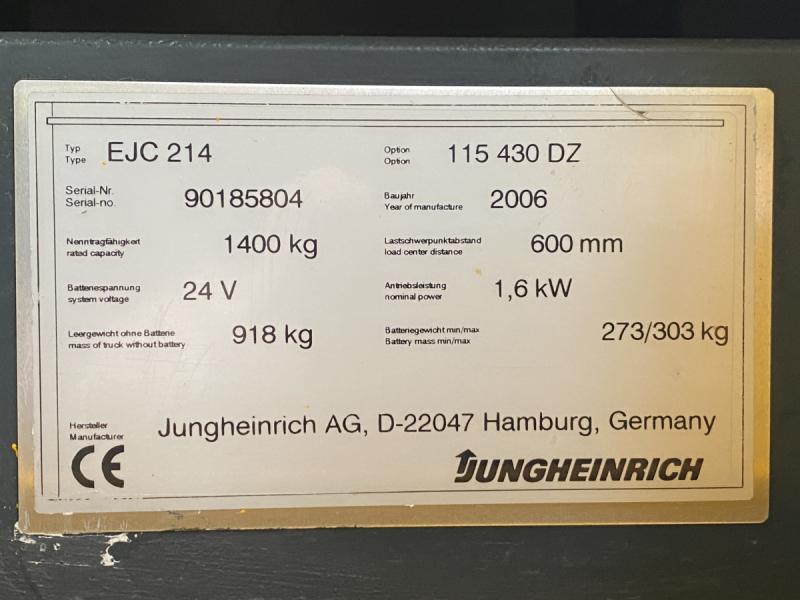 Typ EJC 214 Option 115 430 DZ
Type Option
Serial-Nr. 90185804 Baujahr 2006
Serial-no. Year of manufacture
Nenntragfähigkeit 1400 kg Lastschwerpunktabstand 600 mm
rated capacity load center distance
Batteriespannung 24 V Antriebsleistung 1,6 kW
system voltage nominal power
Leergewicht ohne Batterie 918 kg Batteriegewicht min/max 273/303 kg
mass of truck without battery Battery mass min/max
Hersteller Jungheinrich AG, D-22047 Hamburg, Germany
Manufacturer
CE JUNGHEINRICH